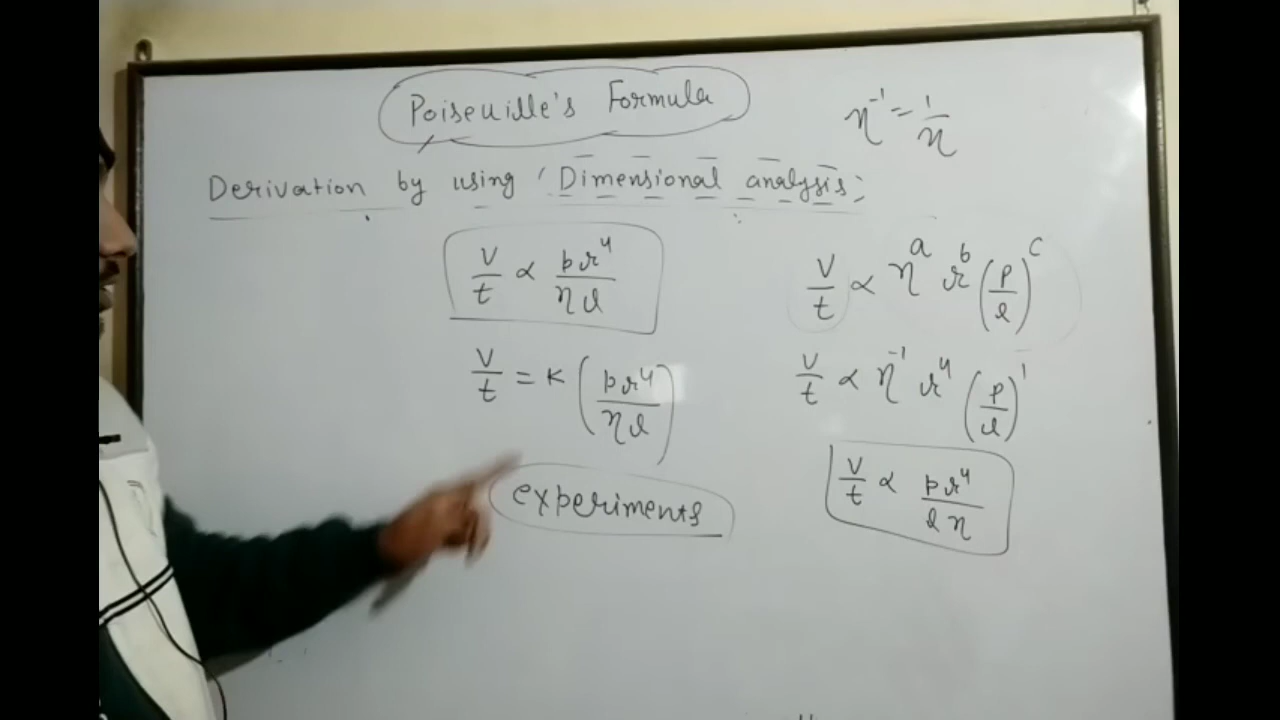 Poiseuille's Formula
η⁻¹ = 1/η
Derivation by using 'Dimensional analysis:
V/t ∝ pr⁴/ηl
V/t = K (pr⁴/ηl)
experiments
V/t ∝ η^a r^b (P/l)^c
V/t ∝ η⁻¹ r⁴ (P/l)¹
V/t ∝ pr⁴/lη